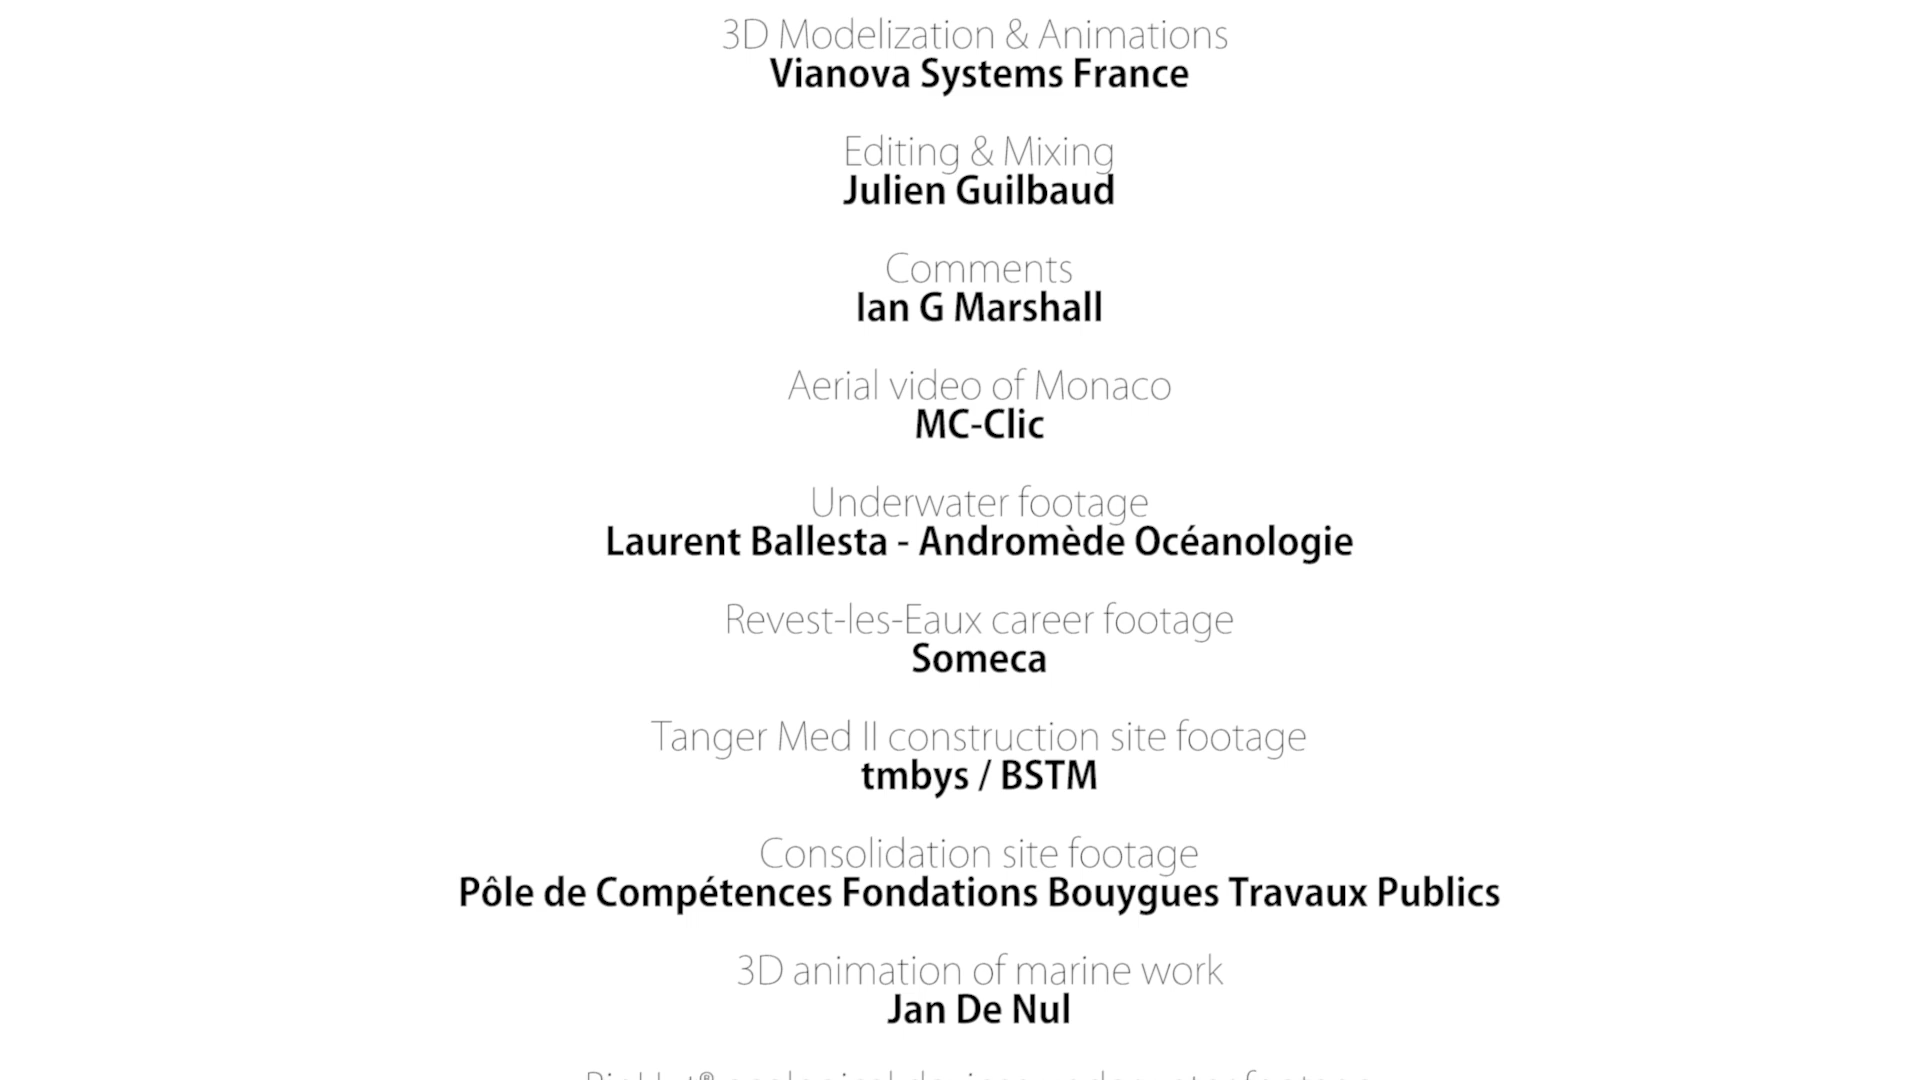 3D Modelization & Animations
Vianova Systems France
Editing & Mixing
Julien Guilbaud
Comments
Ian G Marshall
Aerial video of Monaco
MC-Clic
Underwater footage
Laurent Ballesta - Andromède Océanologie
Revest-les-Eaux career footage
Someca
Tanger Med II construction site footage
tmbys / BSTM
Consolidation site footage
Pôle de Compétences Fondations Bouygues Travaux Publics
3D animation of marine work
Jan De Nul